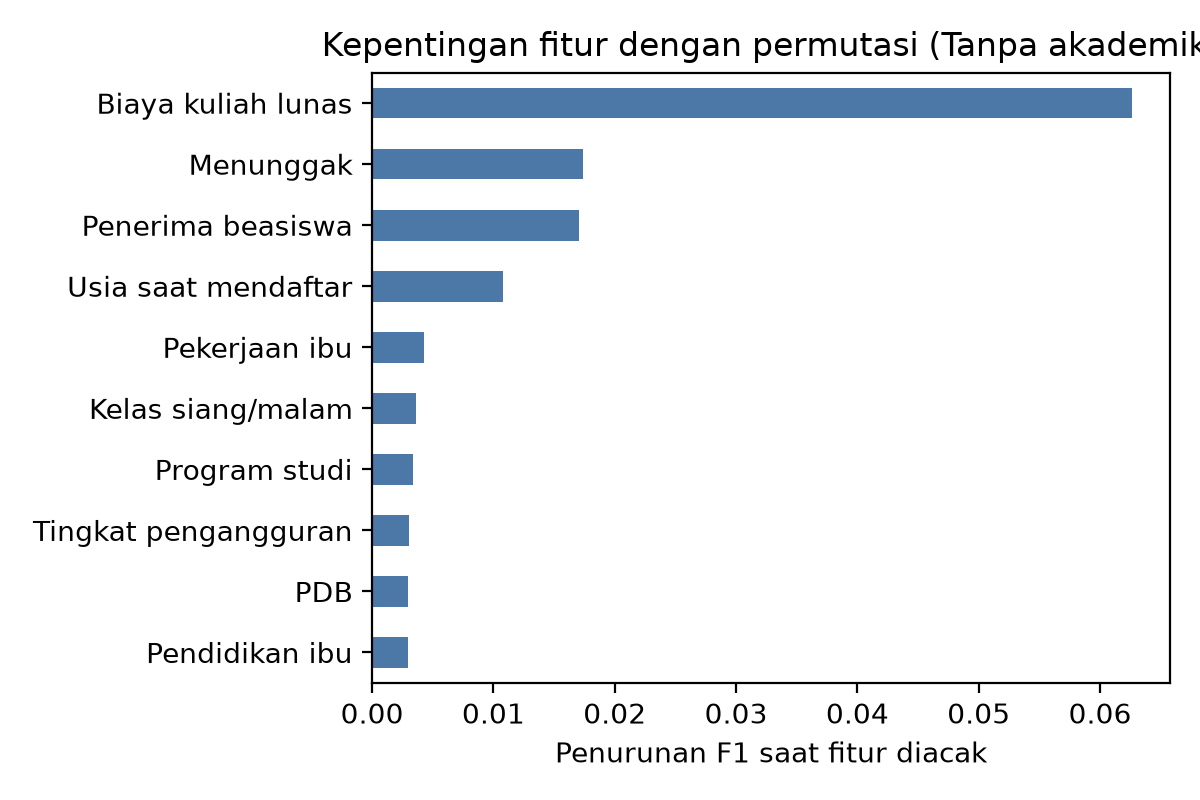 Kepentingan fitur dengan permutasi (Tanpa akademik
Biaya kuliah lunas
Menunggak
Penerima beasiswa
Usia saat mendaftar
Pekerjaan ibu
Kelas siang/malam
Program studi
Tingkat pengangguran
PDB
Pendidikan ibu
0.00 0.01 0.02 0.03 0.04 0.05 0.06
Penurunan F1 saat fitur diacak